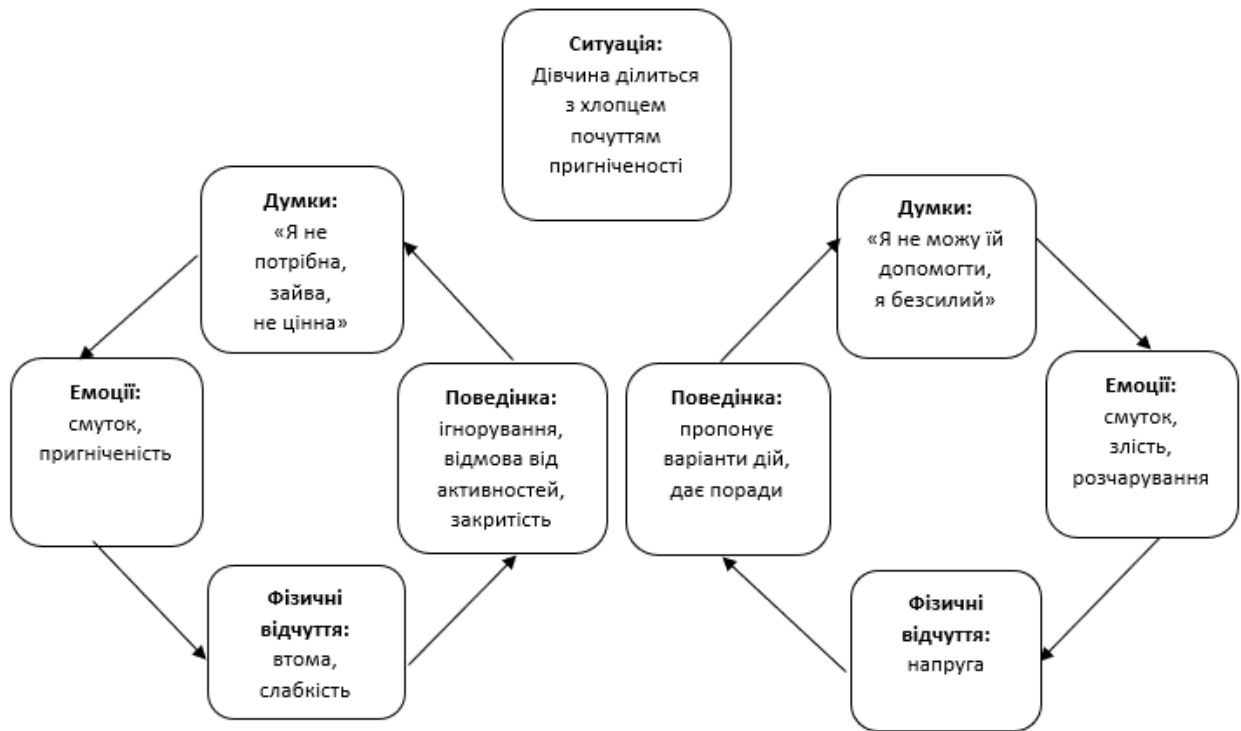 Ситуація:
Дівчина ділиться
з хлопцем
почуттям
пригніченості
Думки:
«Я не
потрібна,
зайва,
не цінна»
Думки:
«Я не можу їй
допомогти,
я безсилий»
Емоції:
смуток,
пригніченість
Поведінка:
ігнорування,
відмова від
активностей,
закритість
Поведінка:
пропонує
варіанти дій,
дає поради
Емоції:
смуток,
злість,
розчарування
Фізичні
відчуття:
втома,
слабкість
Фізичні
відчуття:
напруга